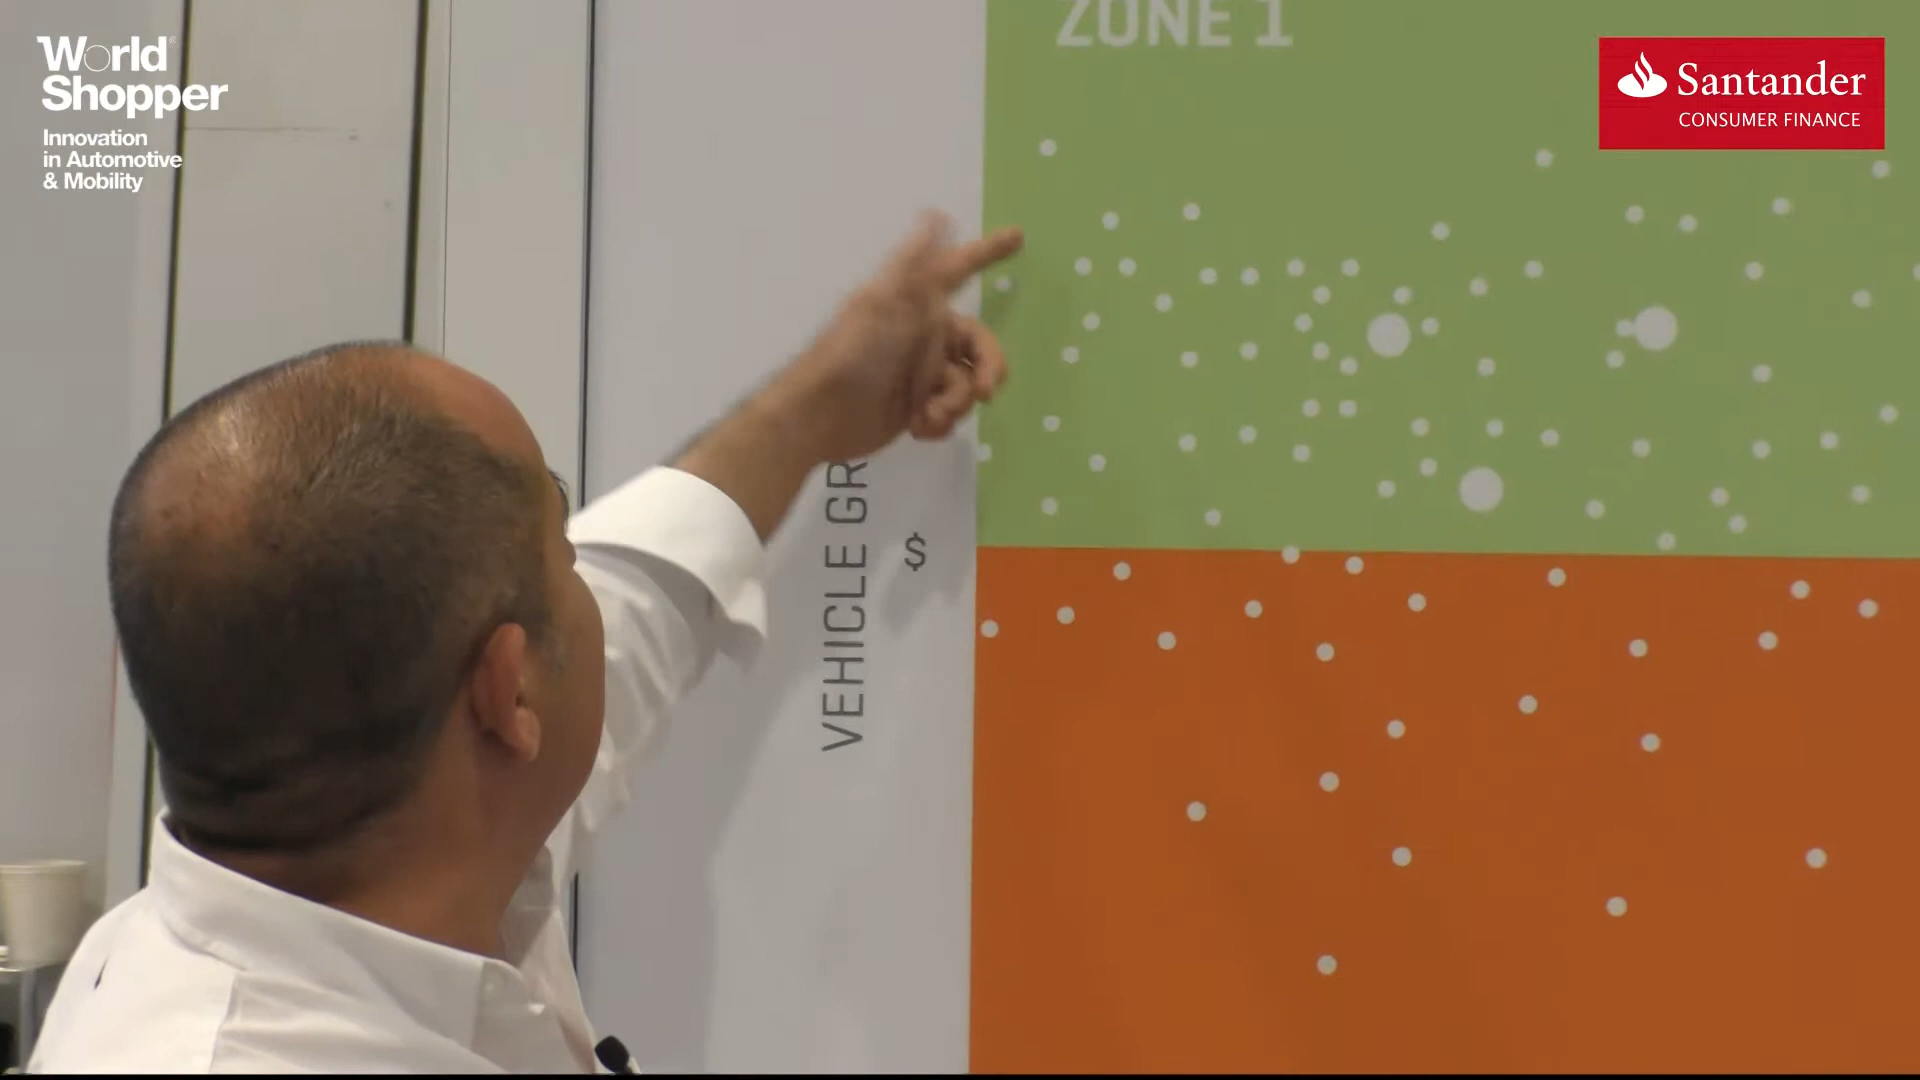 World
Shopper
Innovation
in Automotive
& Mobility
ZONE 1
Santander
CONSUMER FINANCE
VEHICLE GR
$